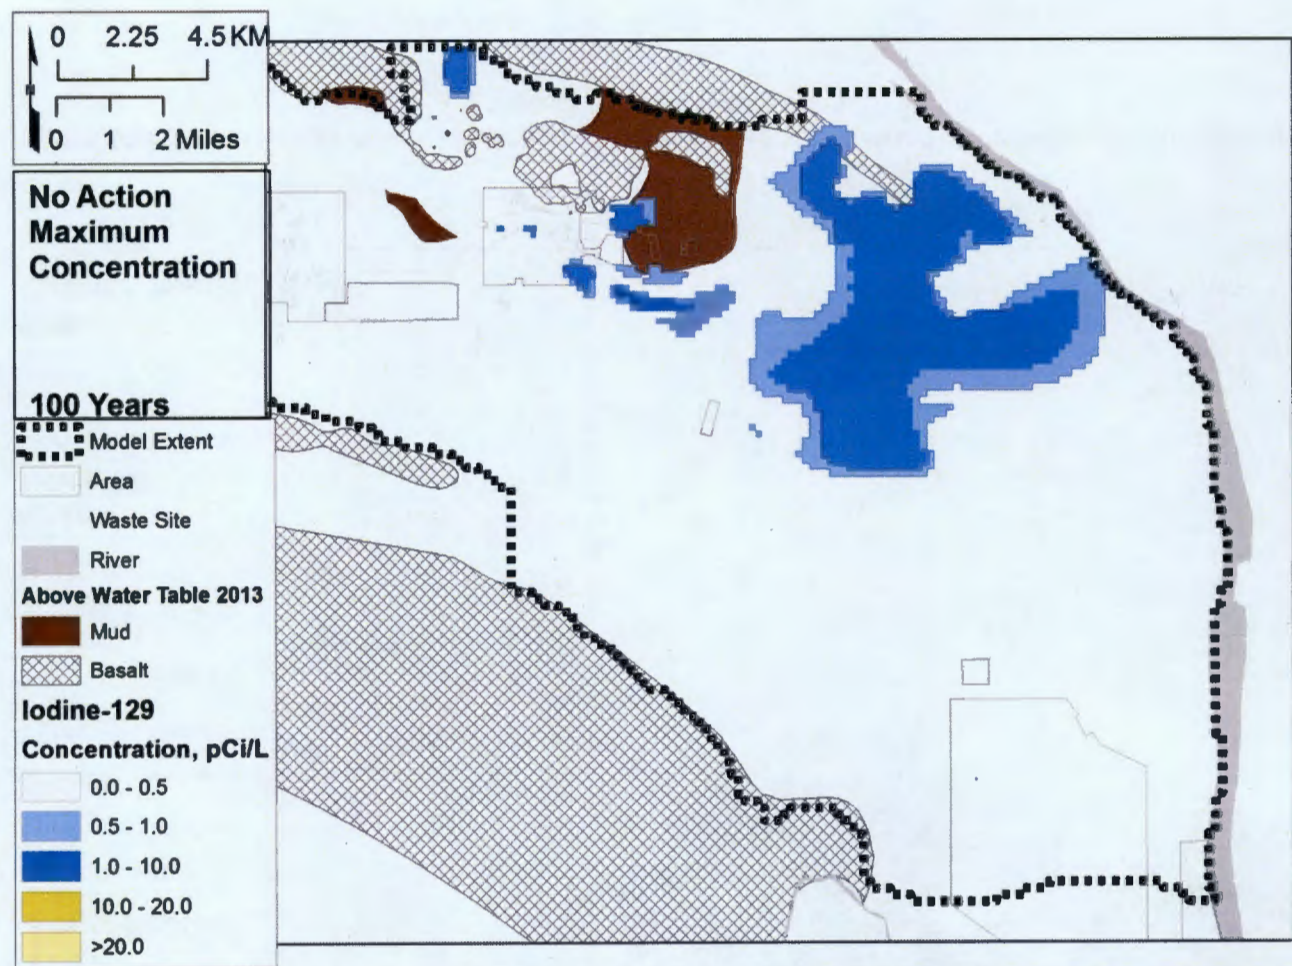 0 2.25 4.5 KM
0 1 2 Miles
No Action
Maximum
Concentration
100 Years
Model Extent
Area
Waste Site
River
Above Water Table 2013
Mud
Basalt
Iodine-129
Concentration, pCi/L
0.0 - 0.5
0.5 - 1.0
1.0 - 10.0
10.0 - 20.0
>20.0